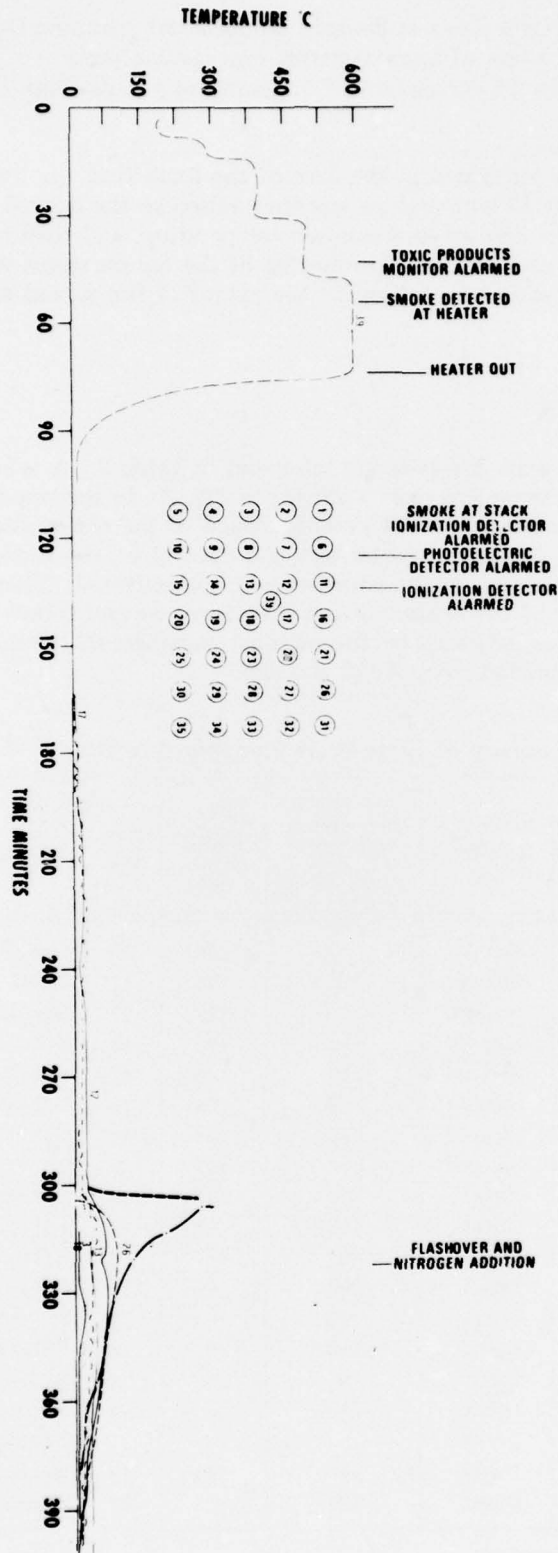 TEMPERATURE °C
0 150 300 450 600
0
30
60
90
120
150
180
210
240
270
300
330
360
390
TIME MINUTES
TOXIC PRODUCTS
MONITOR ALARMED
SMOKE DETECTED
AT HEATER
39
HEATER OUT
SMOKE AT STACK
IONIZATION DETECTOR
ALARMED
PHOTOELECTRIC
DETECTOR ALARMED
IONIZATION DETECTOR
ALARMED
5 4 3 2 1
10 9 8 7 6
15 14 13 12 11
39
20 19 18 17 16
25 24 23 22 21
30 29 28 27 26
35 34 33 32 31
17
12
FLASHOVER AND
NITROGEN ADDITION